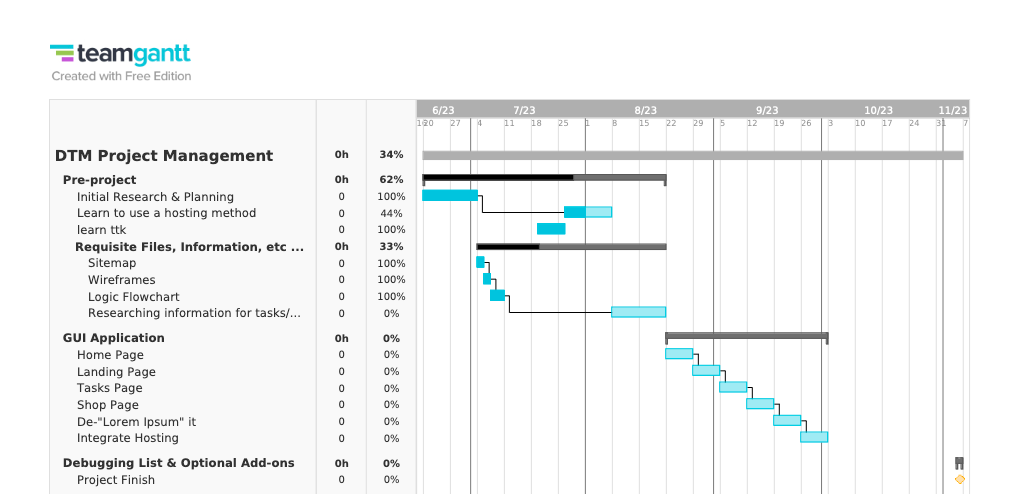 teamgantt
Created with Free Edition
6/23 7/23 8/23 9/23 10/23 11/23
16 20 27 4 11 18 25 1 8 15 22 29 5 12 19 26 3 10 17 24 31 7
DTM Project Management 0h 34%
Pre-project 0h 62%
Initial Research & Planning 0 100%
Learn to use a hosting method 0 44%
learn ttk 0 100%
Requisite Files, Information, etc ... 0h 33%
Sitemap 0 100%
Wireframes 0 100%
Logic Flowchart 0 100%
Researching information for tasks/... 0 0%
GUI Application 0h 0%
Home Page 0 0%
Landing Page 0 0%
Tasks Page 0 0%
Shop Page 0 0%
De-"Lorem Ipsum" it 0 0%
Integrate Hosting 0 0%
Debugging List & Optional Add-ons 0h 0%
Project Finish 0 0%